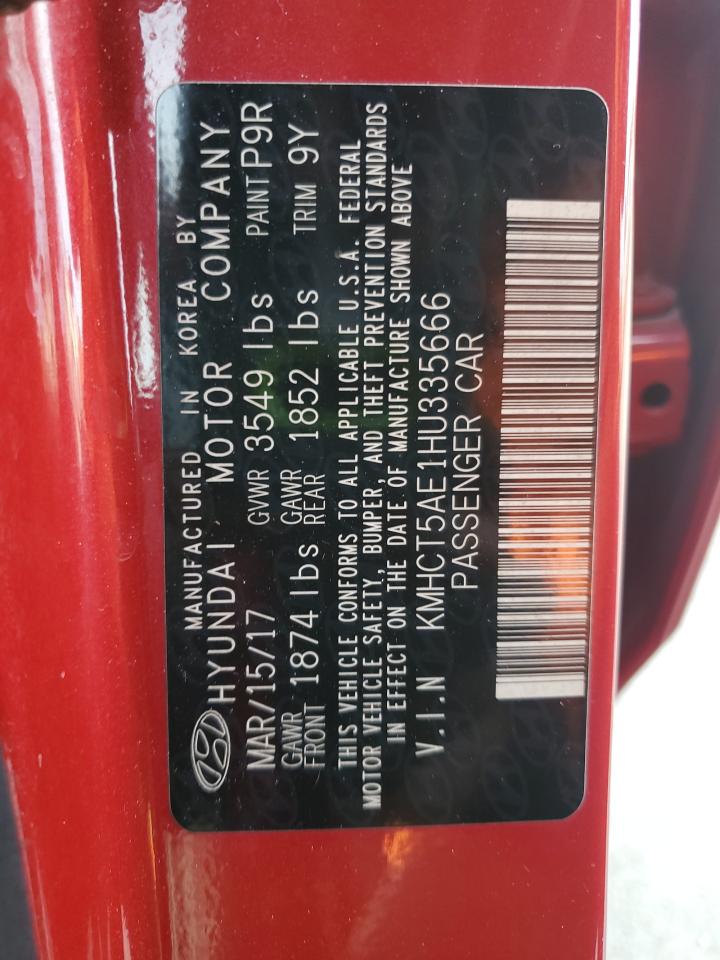 MANUFACTURED IN KOREA BY
HYUNDAI MOTOR COMPANY
MAR/15/17 GVWR 3549 lbs PAINT P9R
GAWR FRONT 1874 lbs GAWR REAR 1852 lbs TRIM 9Y
THIS VEHICLE CONFORMS TO ALL APPLICABLE U.S.A. FEDERAL
MOTOR VEHICLE SAFETY, BUMPER, AND THEFT PREVENTION STANDARDS
IN EFFECT ON THE DATE OF MANUFACTURE SHOWN ABOVE
V.I.N KMHCT5AE1HU335666
PASSENGER CAR